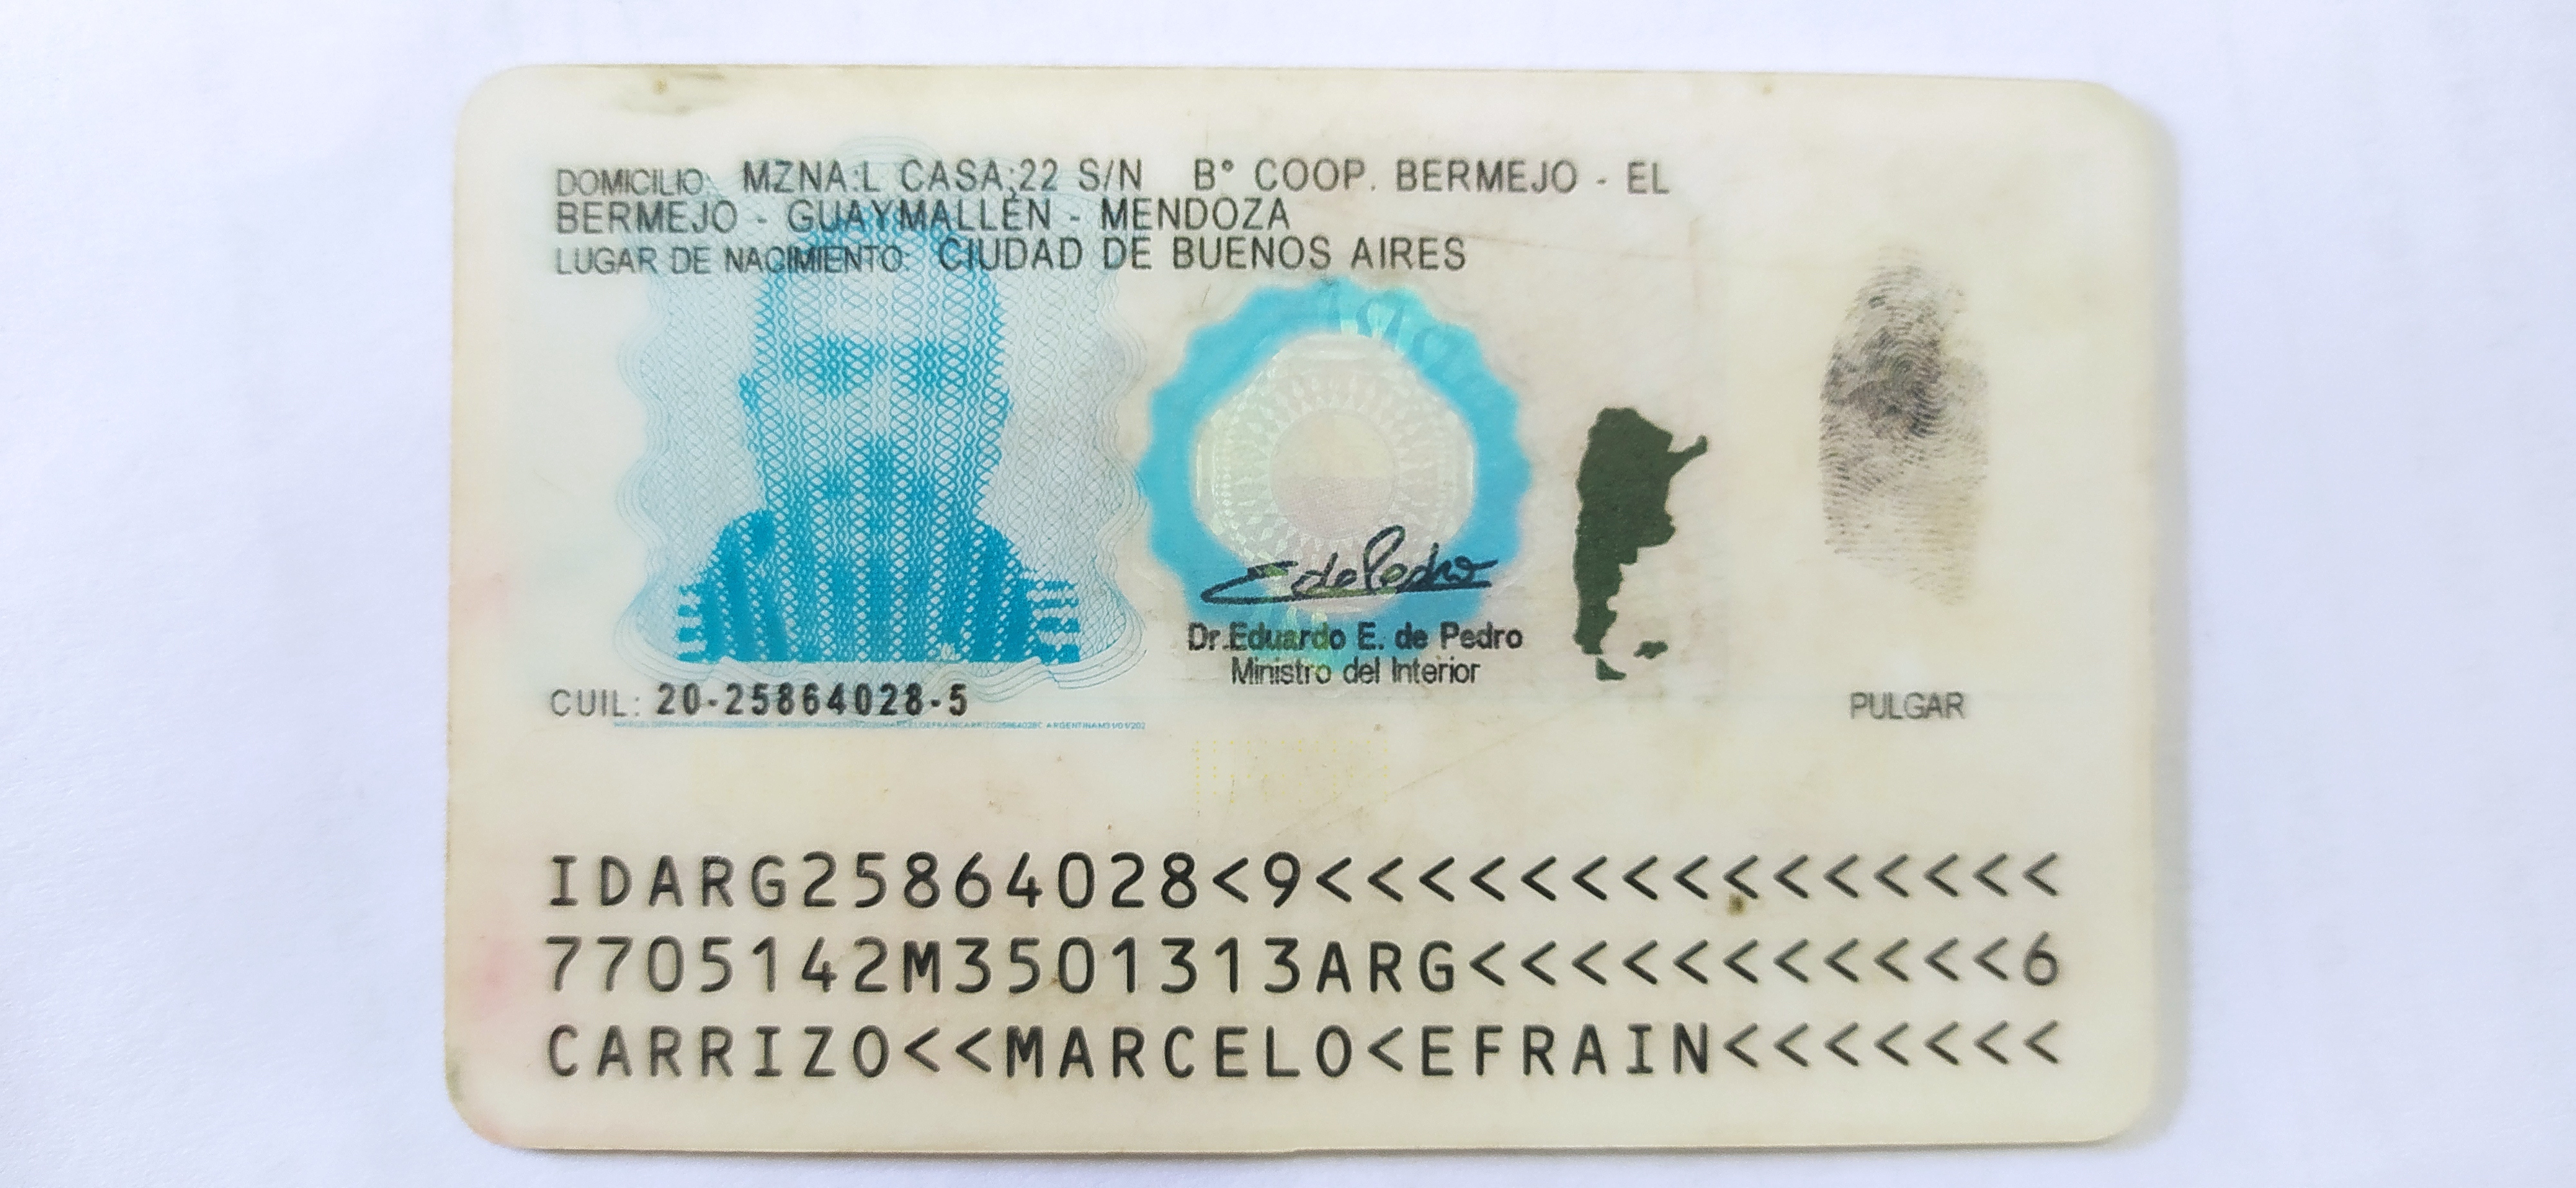 DOMICILIO: MZNA:L CASA:22 S/N B° COOP. BERMEJO - EL
BERMEJO - GUAYMALLÉN - MENDOZA
LUGAR DE NACIMIENTO: CIUDAD DE BUENOS AIRES
Dr. Eduardo E. de Pedro
Ministro del Interior
CUIL: 20-25864028-5
PULGAR
IDARG25864028<9<<<<<<<<<<<<<<<
7705142M3501313ARG<<<<<<<<<<<6
CARRIZO<<MARCELO<EFRAIN<<<<<<<